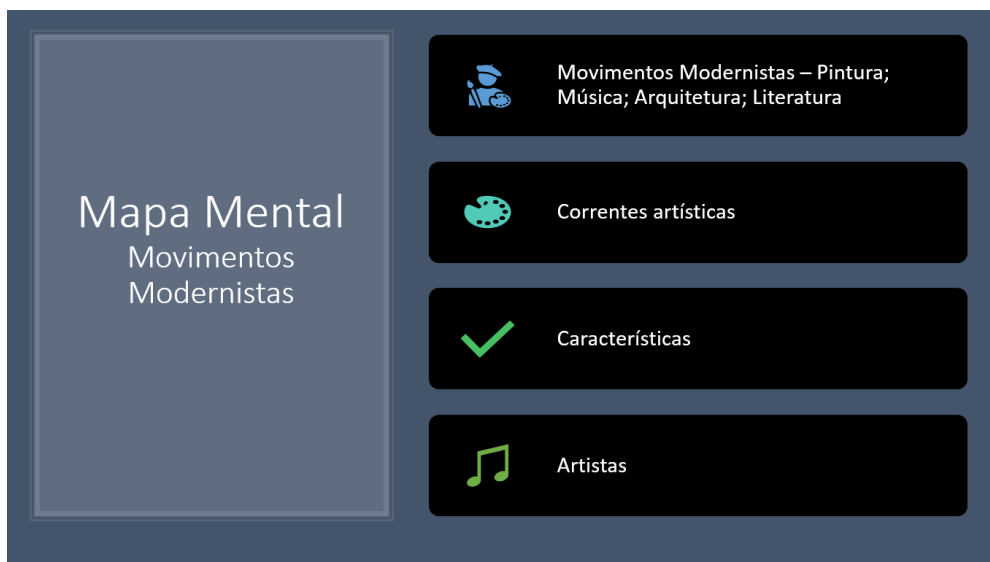 Mapa Mental
Movimentos
Modernistas
Movimentos Modernistas – Pintura;
Música; Arquitetura; Literatura
Correntes artísticas
Características
Artistas